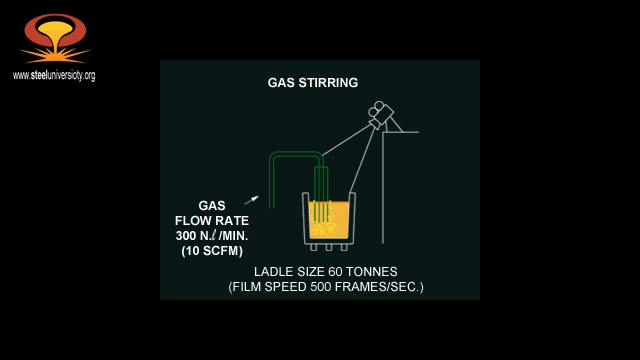 www.steeluniversioty.org
GAS STIRRING
GAS
FLOW RATE
300 N.ℓ /MIN.
(10 SCFM)
LADLE SIZE 60 TONNES
(FILM SPEED 500 FRAMES/SEC.)